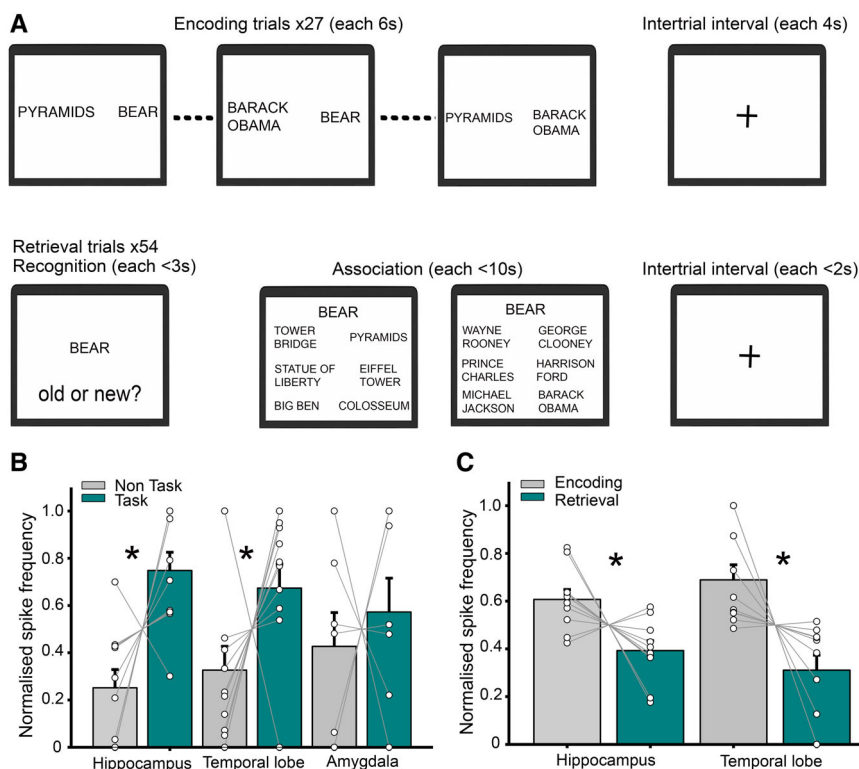 A
Encoding trials x27 (each 6s)
Intertrial interval (each 4s)
PYRAMIDS BEAR
BARACK
OBAMA
BEAR
PYRAMIDS
BARACK
OBAMA
+
Retrieval trials x54
Recognition (each <3s)
Association (each <10s)
Intertrial interval (each <2s)
BEAR
old or new?
BEAR
TOWER
BRIDGE
PYRAMIDS
STATUE OF
LIBERTY
EIFFEL
TOWER
BIG BEN
COLOSSEUM
BEAR
WAYNE
ROONEY
GEORGE
CLOONEY
PRINCE
CHARLES
HARRISON
FORD
MICHAEL
JACKSON
BARACK
OBAMA
+
B
Non Task
Task
Normalised spike frequency
1.0
0.8
0.6
0.4
0.2
0
*
*
Hippocampus Temporal lobe Amygdala
C
Encoding
Retrieval
Normalised spike frequency
1.0
0.8
0.6
0.4
0.2
0
*
*
Hippocampus Temporal lobe